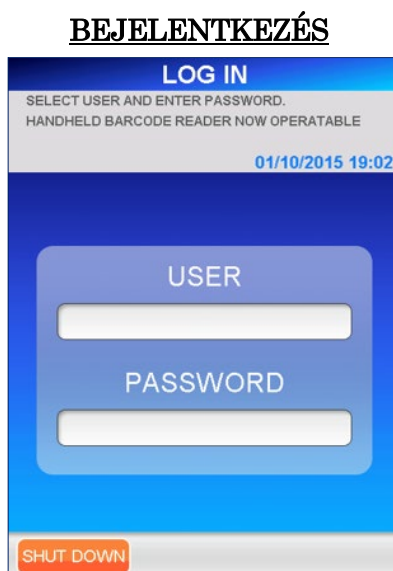 BEJELENTKEZÉS
LOG IN
SELECT USER AND ENTER PASSWORD.
HANDHELD BARCODE READER NOW OPERATABLE
01/10/2015 19:02
USER
PASSWORD
SHUT DOWN